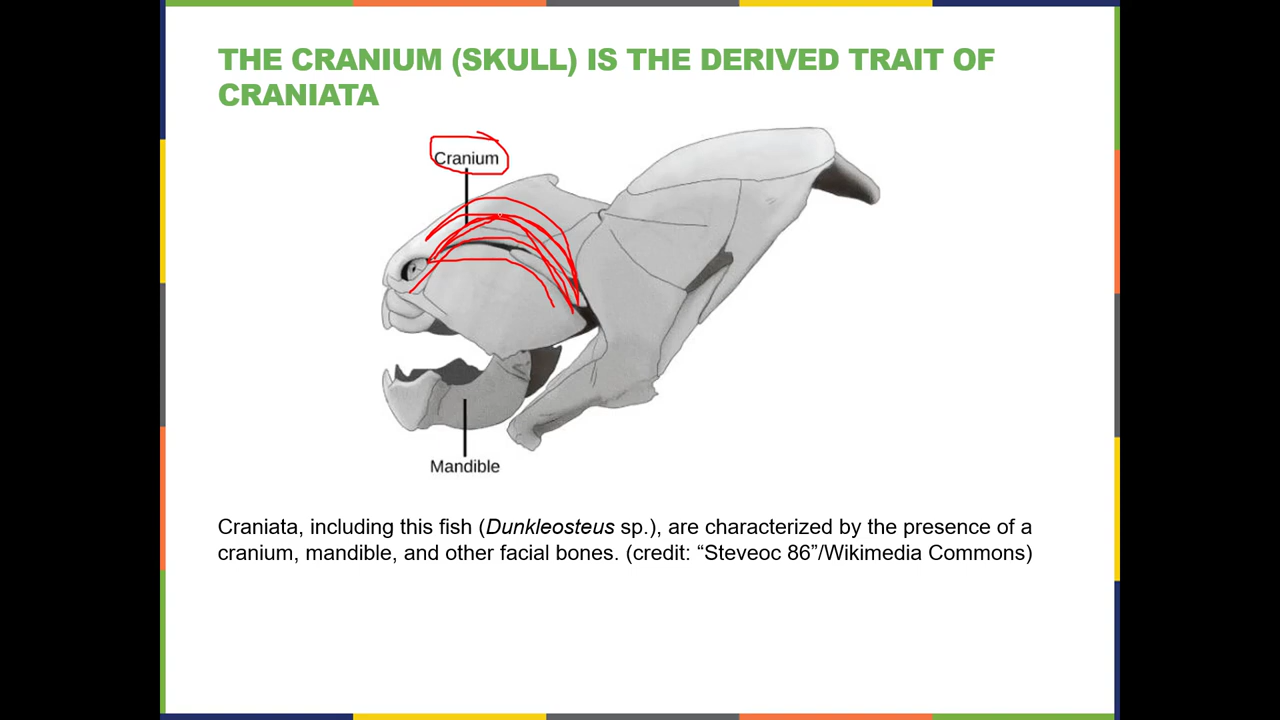 THE CRANIUM (SKULL) IS THE DERIVED TRAIT OF
CRANIATA
Cranium
Mandible
Craniata, including this fish (Dunkleosteus sp.), are characterized by the presence of a
cranium, mandible, and other facial bones. (credit: “Steveoc 86”/Wikimedia Commons)